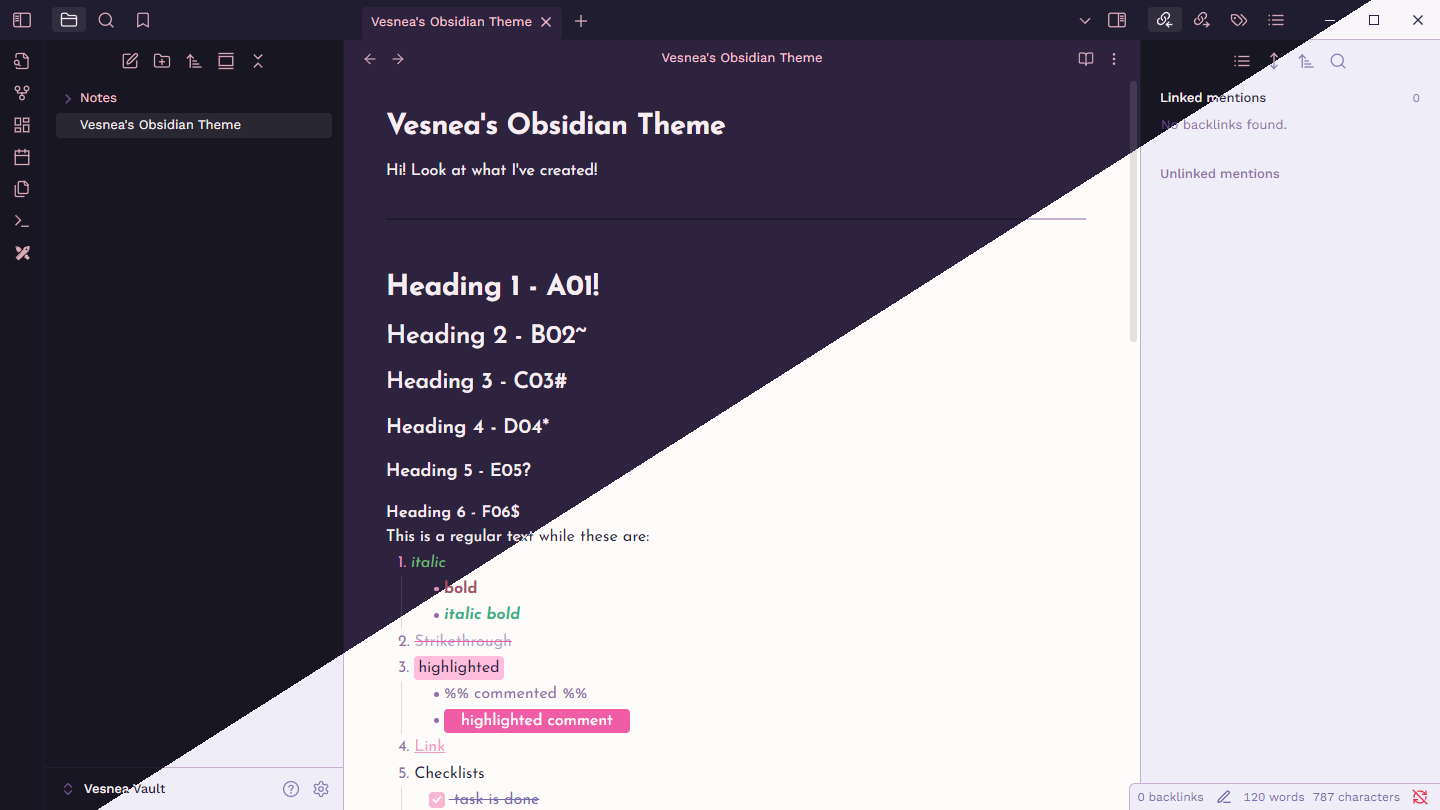 Vesnea's Obsidian Theme
Vesnea's Obsidian Theme
Notes
Vesnea's Obsidian Theme
Vesnea Vault
Vesnea's Obsidian Theme
Hi! Look at what I've created!
Heading 1 - A01!
Heading 2 - B02~
Heading 3 - C03#
Heading 4 - D04*
Heading 5 - E05?
Heading 6 - F06$
This is a regular text while these are:
1. italic
• bold
• italic bold
2. Strikethrough
3. highlighted
• %% commented %%
• highlighted comment
4. Link
5. Checklists
task is done
Linked mentions 0
No backlinks found.
Unlinked mentions
0 backlinks 120 words 787 characters